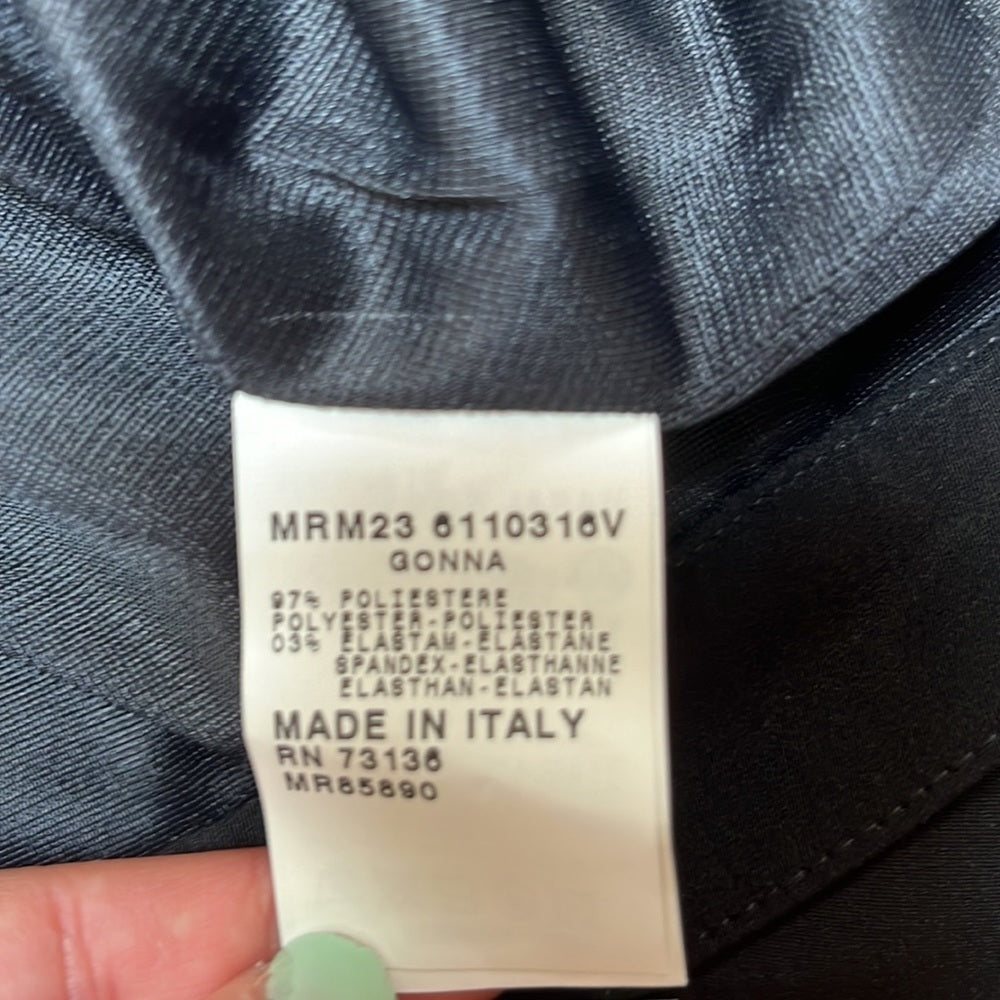 MRM23 6110316V
GONNA
97% POLIESTERE
POLYESTER-POLIESTER
03% ELASTAM-ELASTANE
SPANDEX-ELASTHANNE
ELASTHAN-ELASTAN
MADE IN ITALY
RN 73136
MR65890